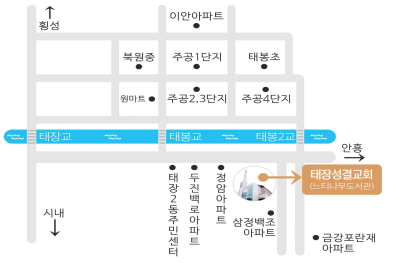 횡성
이안아파트
북원중
주공1단지
태봉초
원마트
주공2,3단지
주공4단지
태장교
태봉교
태봉2교
안흥
태장2동주민센터
두진백로아파트
정암아파트
태장성결교회
(느티나무도서관)
시내
삼정백조
아파트
금강포란재
아파트